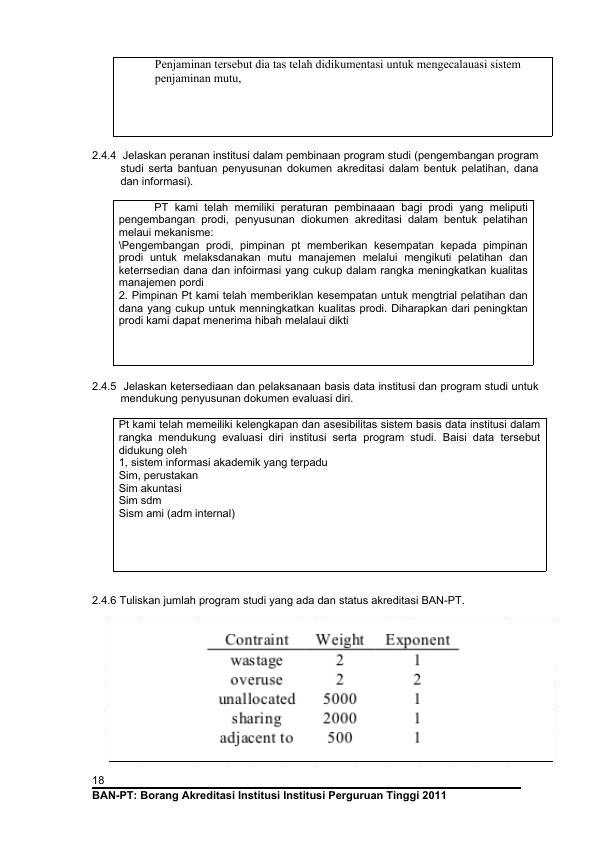 Penjaminan tersebut dia tas telah didikumentasi untuk mengecalauasi sistem
penjaminan mutu,
2.4.4 Jelaskan peranan institusi dalam pembinaan program studi (pengembangan program
studi serta bantuan penyusunan dokumen akreditasi dalam bentuk pelatihan, dana
dan informasi).
PT kami telah memiliki peraturan pembinaaan bagi prodi yang meliputi
pengembangan prodi, penyusunan diokumen akreditasi dalam bentuk pelatihan
melaui mekanisme:
\Pengembangan prodi, pimpinan pt memberikan kesempatan kepada pimpinan
prodi untuk melaksdanakan mutu manajemen melalui mengikuti pelatihan dan
keterrsedian dana dan infoirmasi yang cukup dalam rangka meningkatkan kualitas
manajemen pordi
2. Pimpinan Pt kami telah memberiklan kesempatan untuk mengtrial pelatihan dan
dana yang cukup untuk menningkatkan kualitas prodi. Diharapkan dari peningktan
prodi kami dapat menerima hibah melalaui dikti
2.4.5 Jelaskan ketersediaan dan pelaksanaan basis data institusi dan program studi untuk
mendukung penyusunan dokumen evaluasi diri.
Pt kami telah memeiliki kelengkapan dan asesibilitas sistem basis data institusi dalam
rangka mendukung evaluasi diri institusi serta program studi. Baisi data tersebut
didukung oleh
1, sistem informasi akademik yang terpadu
Sim, perustakan
Sim akuntasi
Sim sdm
Sism ami (adm internal)
2.4.6 Tuliskan jumlah program studi yang ada dan status akreditasi BAN-PT.
Contraint Weight Exponent
wastage 2 1
overuse 2 2
unallocated 5000 1
sharing 2000 1
adjacent to 500 1
18
BAN-PT: Borang Akreditasi Institusi Institusi Perguruan Tinggi 2011